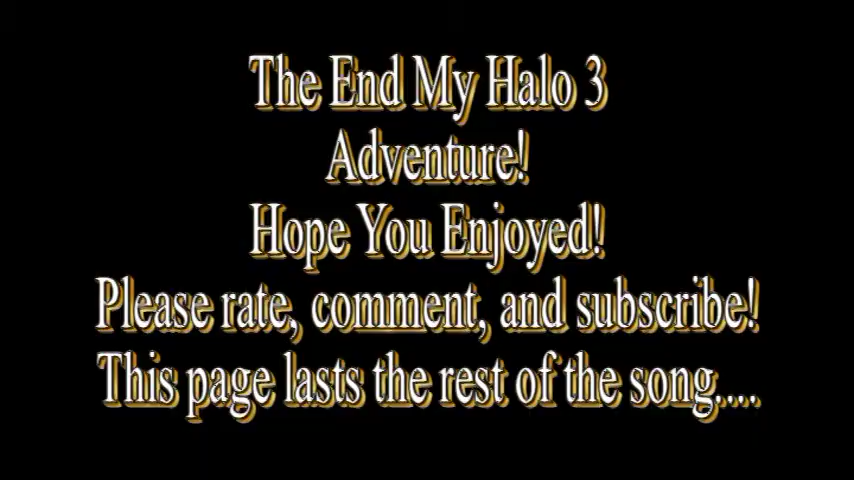 The End My Halo 3
Adventure!
Hope You Enjoyed!
Please rate, comment, and subscribe!
This page lasts the rest of the song....